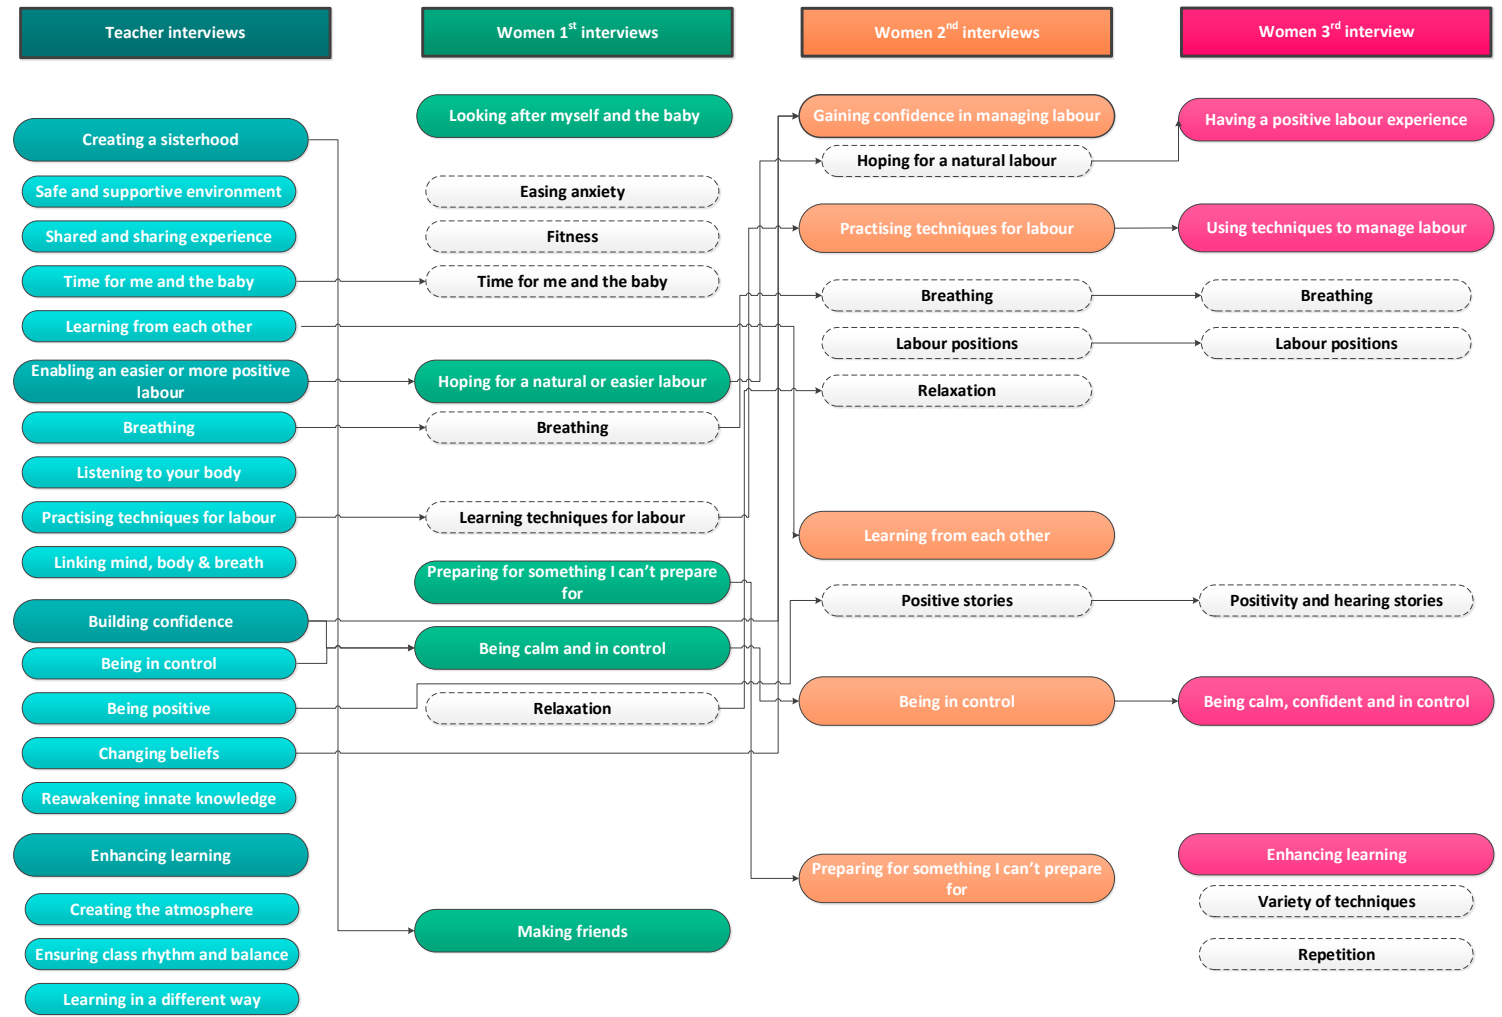 Teacher interviews
Women 1st interviews
Women 2nd interviews
Women 3rd interview
Creating a sisterhood
Safe and supportive environment
Shared and sharing experience
Time for me and the baby
Learning from each other
Enabling an easier or more positive
labour
Breathing
Listening to your body
Practising techniques for labour
Linking mind, body & breath
Building confidence
Being in control
Being positive
Changing beliefs
Reawakening innate knowledge
Enhancing learning
Creating the atmosphere
Ensuring class rhythm and balance
Learning in a different way
Looking after myself and the baby
Easing anxiety
Fitness
Time for me and the baby
Hoping for a natural or easier labour
Breathing
Learning techniques for labour
Preparing for something I can't prepare
for
Being calm and in control
Relaxation
Making friends
Gaining confidence in managing labour
Hoping for a natural labour
Practising techniques for labour
Breathing
Labour positions
Relaxation
Learning from each other
Positive stories
Being in control
Preparing for something I can't prepare
for
Having a positive labour experience
Using techniques to manage labour
Breathing
Labour positions
Positivity and hearing stories
Being calm, confident and in control
Enhancing learning
Variety of techniques
Repetition